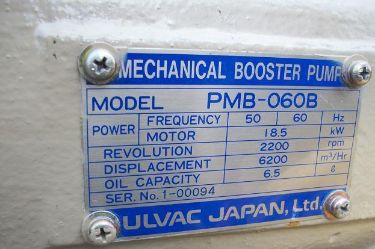 MECHANICAL BOOSTER PUMP
MODEL PMB-060B
POWER FREQUENCY 50 60 Hz
MOTOR 18.5 kW
REVOLUTION 2200 rpm
DISPLACEMENT 6200 m³/Hr
OIL CAPACITY 6.5 ℓ
SER. No. 1-00094
ULVAC JAPAN, Ltd.